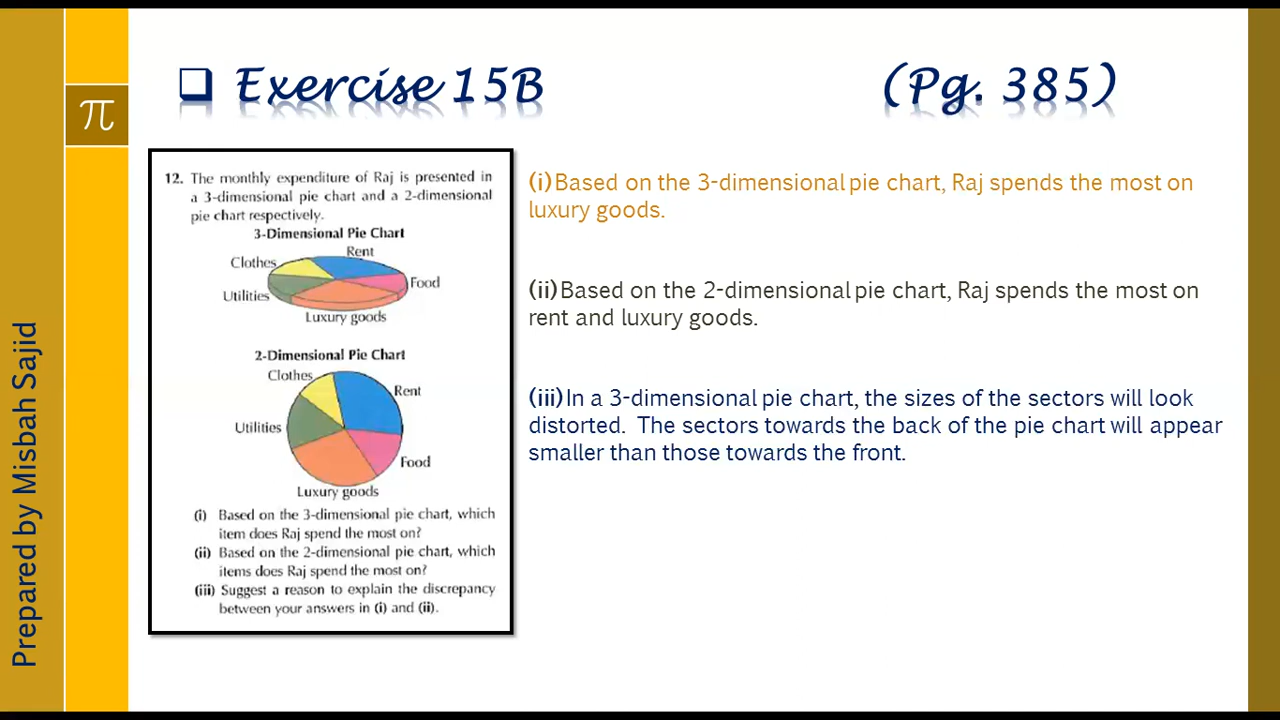 Exercise 15B (Pg. 385)
π
Prepared by Misbah Sajid
12. The monthly expenditure of Raj is presented in
a 3-dimensional pie chart and a 2-dimensional
pie chart respectively.
3-Dimensional Pie Chart
Rent
Clothes
Food
Utilities
Luxury goods
2-Dimensional Pie Chart
Clothes
Rent
Utilities
Food
Luxury goods
(i) Based on the 3-dimensional pie chart, which
item does Raj spend the most on?
(ii) Based on the 2-dimensional pie chart, which
items does Raj spend the most on?
(iii) Suggest a reason to explain the discrepancy
between your answers in (i) and (ii).
(i) Based on the 3-dimensional pie chart, Raj spends the most on
luxury goods.
(ii) Based on the 2-dimensional pie chart, Raj spends the most on
rent and luxury goods.
(iii) In a 3-dimensional pie chart, the sizes of the sectors will look
distorted. The sectors towards the back of the pie chart will appear
smaller than those towards the front.